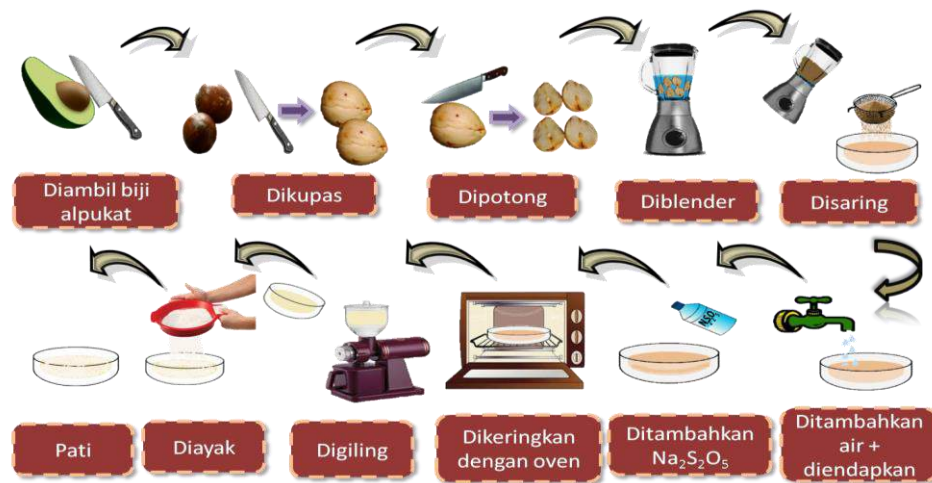 Diambil biji
alpukat
Dikupas
Dipotong
Diblender
Disaring
Ditambahkan
air +
diendapkan
Ditambahkan
Na₂S₂O₅
Dikeringkan
dengan oven
Digiling
Diayak
Pati